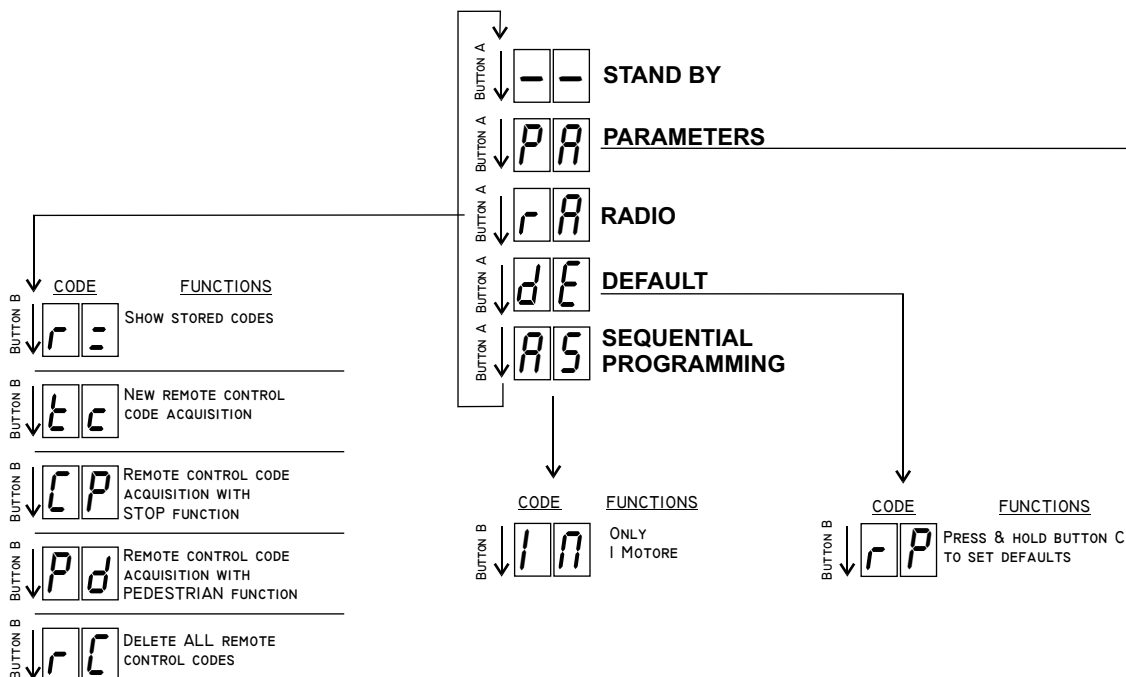 BUTTON A
-- STAND BY
BUTTON A
PA PARAMETERS
BUTTON A
rA RADIO
BUTTON A
dE DEFAULT
BUTTON A
AS SEQUENTIAL
PROGRAMMING
CODE FUNCTIONS
BUTTON B
r= SHOW STORED CODES
BUTTON B
tc NEW REMOTE CONTROL
CODE ACQUISITION
BUTTON B
CP REMOTE CONTROL CODE
ACQUISITION WITH
STOP FUNCTION
BUTTON B
Pd REMOTE CONTROL CODE
ACQUISITION WITH
PEDESTRIAN FUNCTION
BUTTON B
rC DELETE ALL REMOTE
CONTROL CODES
CODE FUNCTIONS
BUTTON B
1П ONLY
1 MOTORE
CODE FUNCTIONS
BUTTON B
rP PRESS & HOLD BUTTON C
TO SET DEFAULTS